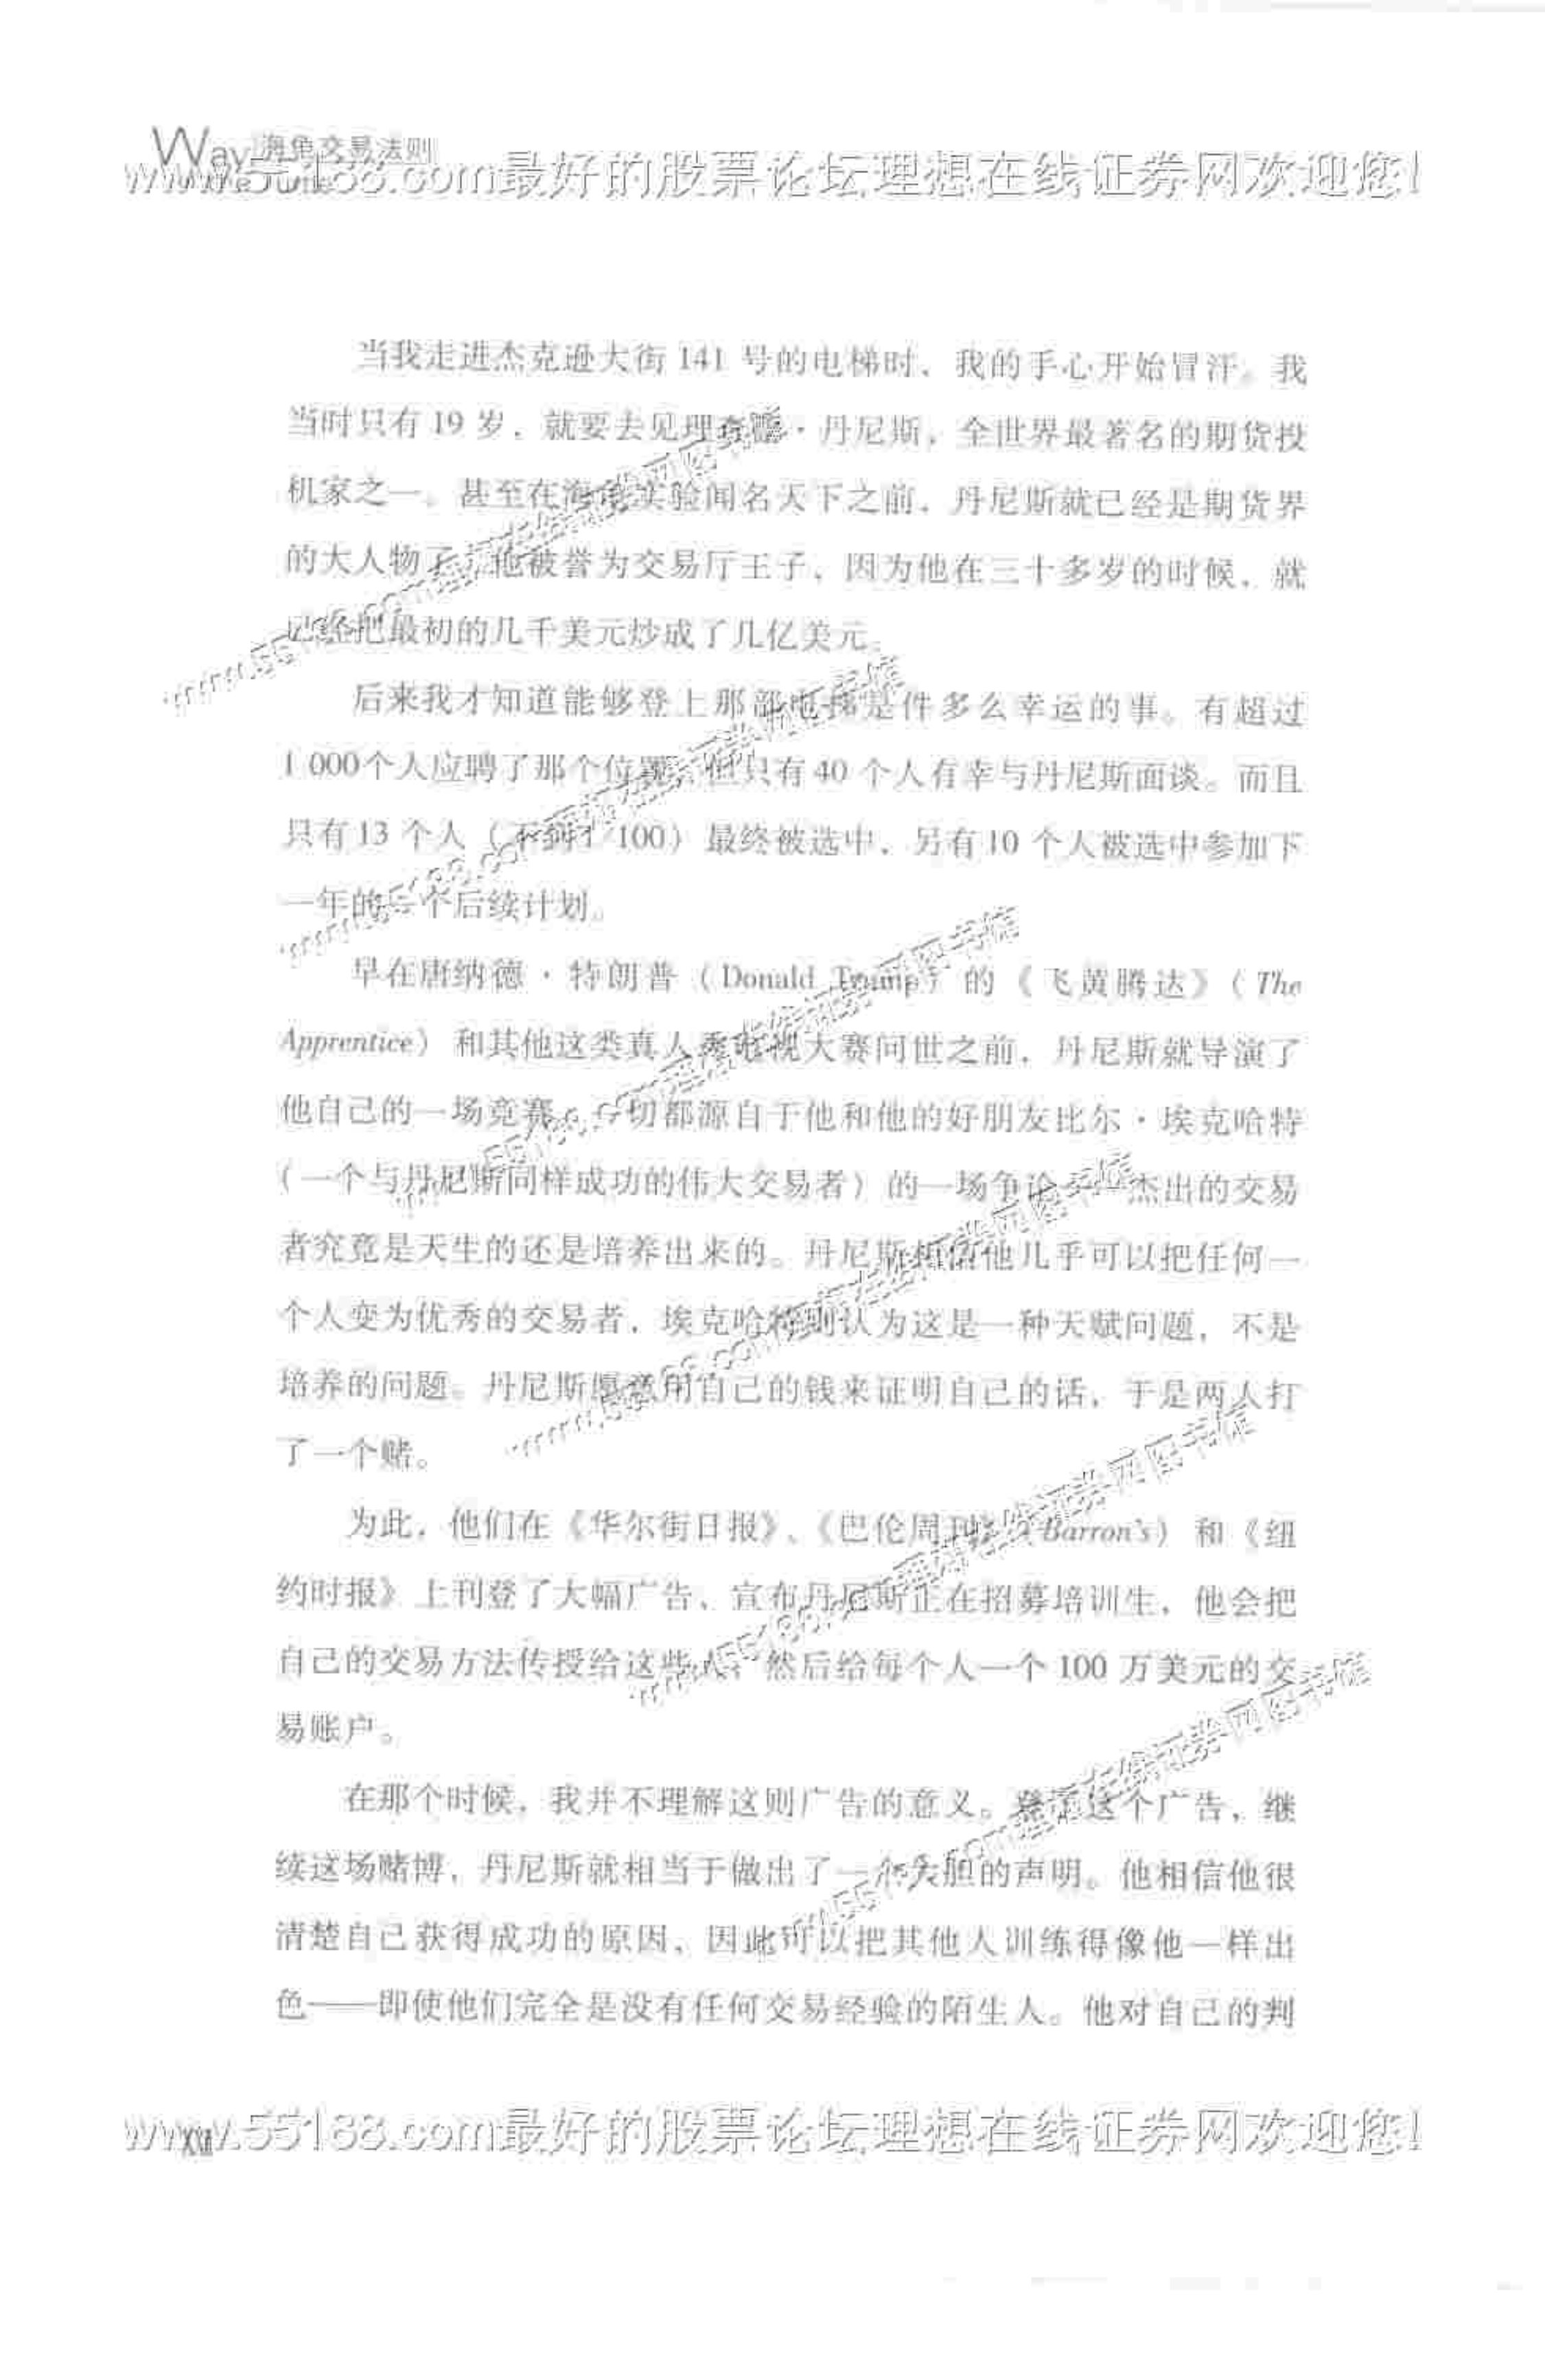 Way 海龟交易法则
www.55188.com最好的股票论坛理想在线证券网欢迎您!
当我走进杰克逊大街 141 号的电梯时，我的手心开始冒汗。我
当时只有 19 岁，就要去见理查德·丹尼斯，全世界最著名的期货投
机家之一。甚至在海龟实验闻名天下之前，丹尼斯就已经是期货界
的大人物了，他被誉为交易厅王子，因为他在三十多岁的时候，就
已经把最初的几千美元炒成了几亿美元。
后来我才知道能够登上那部电梯是件多么幸运的事。有超过
1 000个人应聘了那个位置，但只有 40 个人有幸与丹尼斯面谈。而且
只有 13 个人（不到1/100）最终被选中，另有 10 个人被选中参加下
一年的一个后续计划。
早在唐纳德·特朗普（Donald Trump）的《飞黄腾达》（The
Apprentice）和其他这类真人秀电视大赛问世之前，丹尼斯就导演了
他自己的一场竞赛。一切都源自于他和他的好朋友比尔·埃克哈特
（一个与丹尼斯同样成功的伟大交易者）的一场争论——杰出的交易
者究竟是天生的还是培养出来的。丹尼斯相信他几乎可以把任何一
个人变为优秀的交易者，埃克哈特则认为这是一种天赋问题，不是
培养的问题。丹尼斯愿意用自己的钱来证明自己的话，于是两人打
了一个赌。
为此，他们在《华尔街日报》、《巴伦周刊》（Barron's）和《纽
约时报》上刊登了大幅广告，宣布丹尼斯正在招募培训生，他会把
自己的交易方法传授给这些人，然后给每个人一个 100 万美元的交
易账户。
在那个时候，我并不理解这则广告的意义。登了这个广告，继
续这场赌博，丹尼斯就相当于做出了一个大胆的声明。他相信他很
清楚自己获得成功的原因，因此可以把其他人训练得像他一样出
色——即使他们完全是没有任何交易经验的陌生人。他对自己的判
www.55188.com最好的股票论坛理想在线证券网欢迎您!